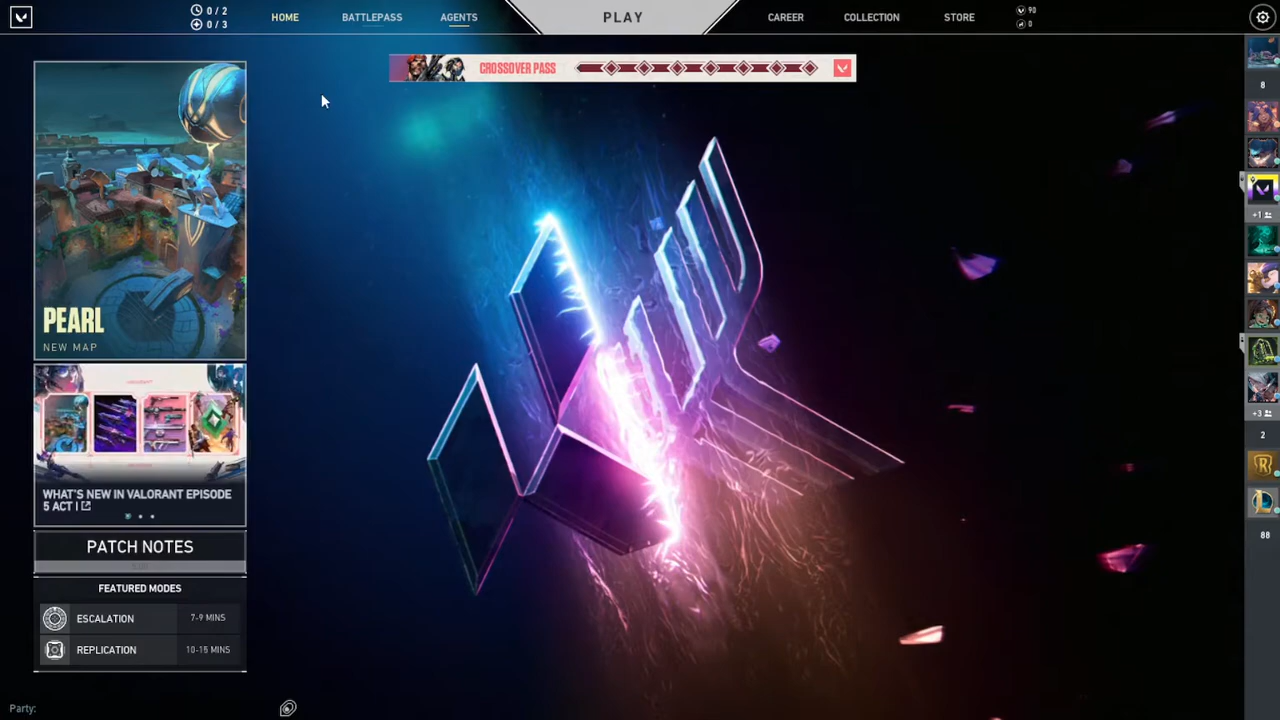 0 / 2
0 / 3
HOME
BATTLEPASS
AGENTS
PLAY
CAREER
COLLECTION
STORE
90
0
CROSSOVER PASS
PEARL
NEW MAP
WHAT'S NEW IN VALORANT EPISODE
5 ACT I
PATCH NOTES
FEATURED MODES
ESCALATION
7-9 MINS
REPLICATION
10-15 MINS
Party:
8
+1
+3
2
88